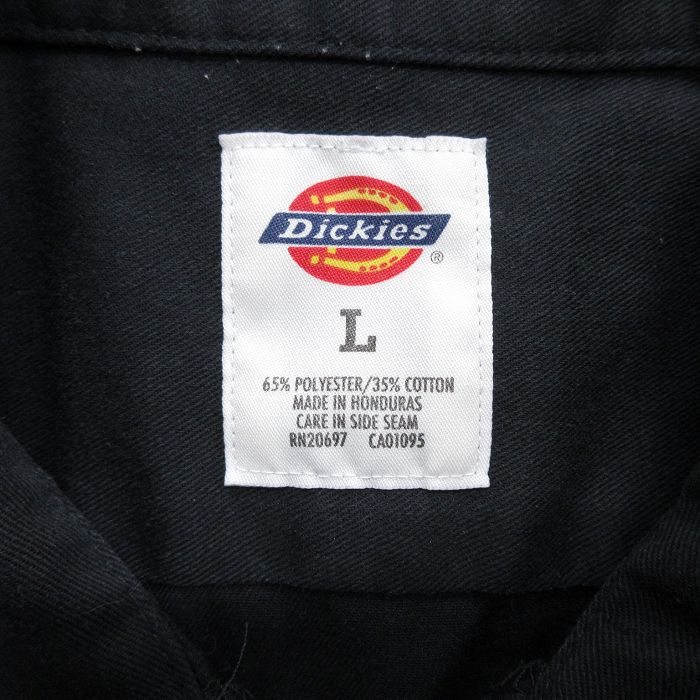 Dickies
®
L
65% POLYESTER/35% COTTON
MADE IN HONDURAS
CARE IN SIDE SEAM
RN20697 CA01095